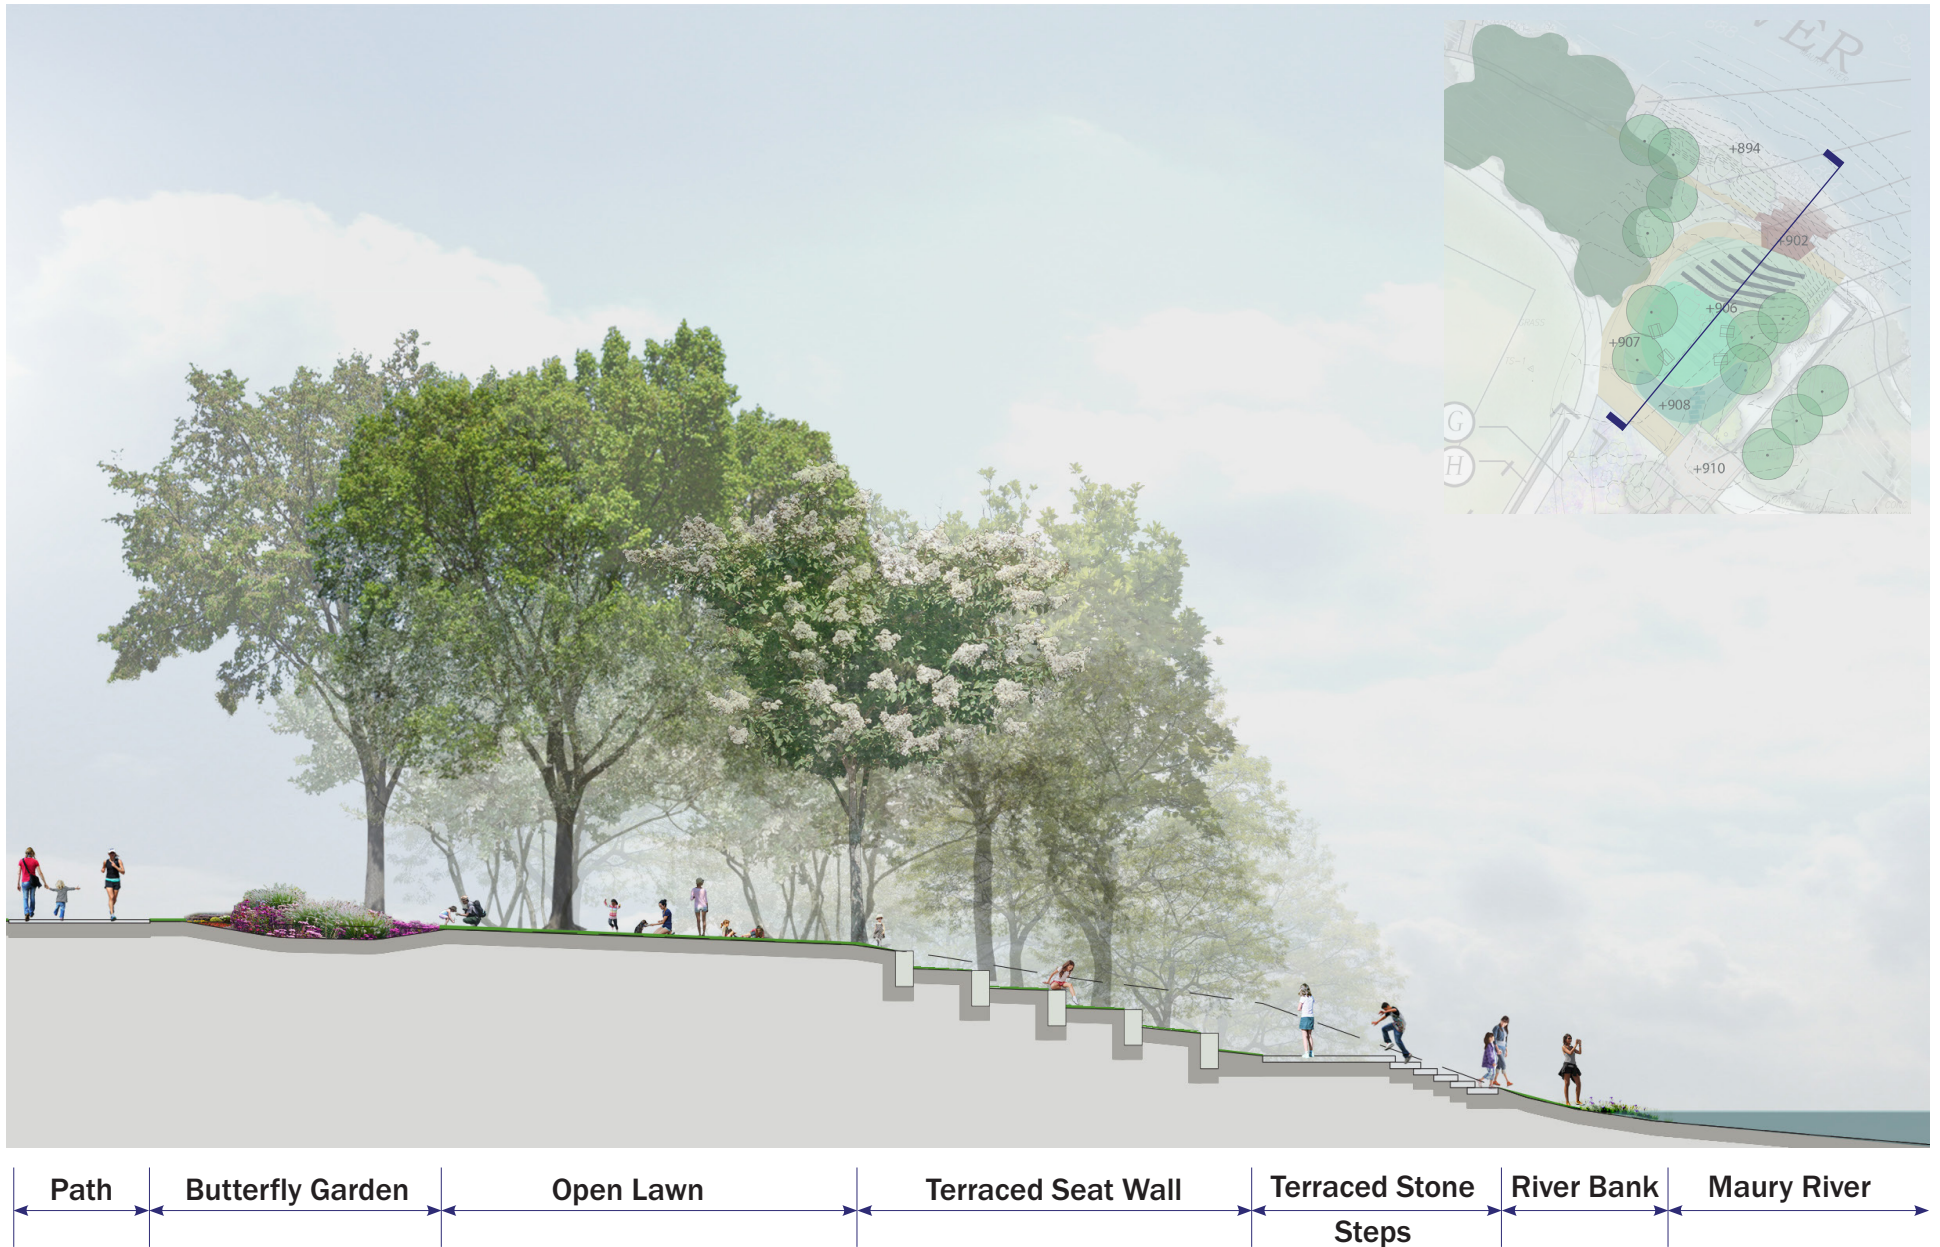 VER
+894
+902
+906
+907
+908
+910
G
H
Path
Butterfly Garden
Open Lawn
Terraced Seat Wall
Terraced Stone
Steps
River Bank
Maury River